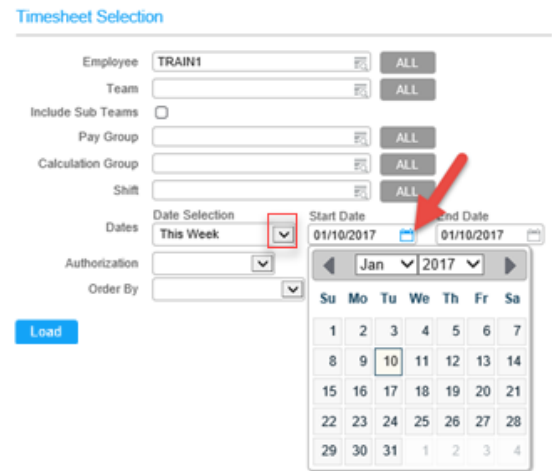 Timesheet Selection
Employee TRAIN1 ALL
Team ALL
Include Sub Teams
Pay Group ALL
Calculation Group ALL
Shift ALL
Date Selection Start Date End Date
Dates This Week 01/10/2017 01/10/2017
Authorization Jan 2017
Order By
Su Mo Tu We Th Fr Sa
Load 1 2 3 4 5 6 7
8 9 10 11 12 13 14
15 16 17 18 19 20 21
22 23 24 25 26 27 28
29 30 31 1 2 3 4